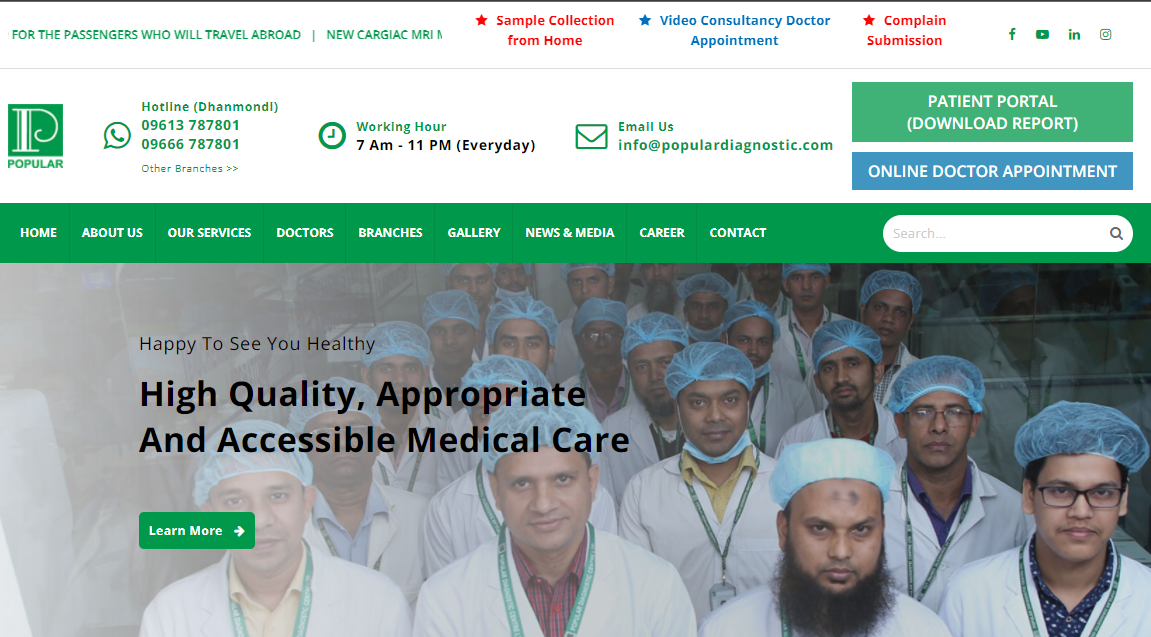 FOR THE PASSENGERS WHO WILL TRAVEL ABROAD | NEW CARGIAC MRI
Sample Collection
from Home
Video Consultancy Doctor
Appointment
Complain
Submission
POPULAR
Hotline (Dhanmondi)
09613 787801
09666 787801
Other Branches >>
Working Hour
7 Am - 11 PM (Everyday)
Email Us
info@populardiagnostic.com
PATIENT PORTAL
(DOWNLOAD REPORT)
ONLINE DOCTOR APPOINTMENT
HOME ABOUT US OUR SERVICES DOCTORS BRANCHES GALLERY NEWS & MEDIA CAREER CONTACT
Search...
Happy To See You Healthy
High Quality, Appropriate
And Accessible Medical Care
Learn More